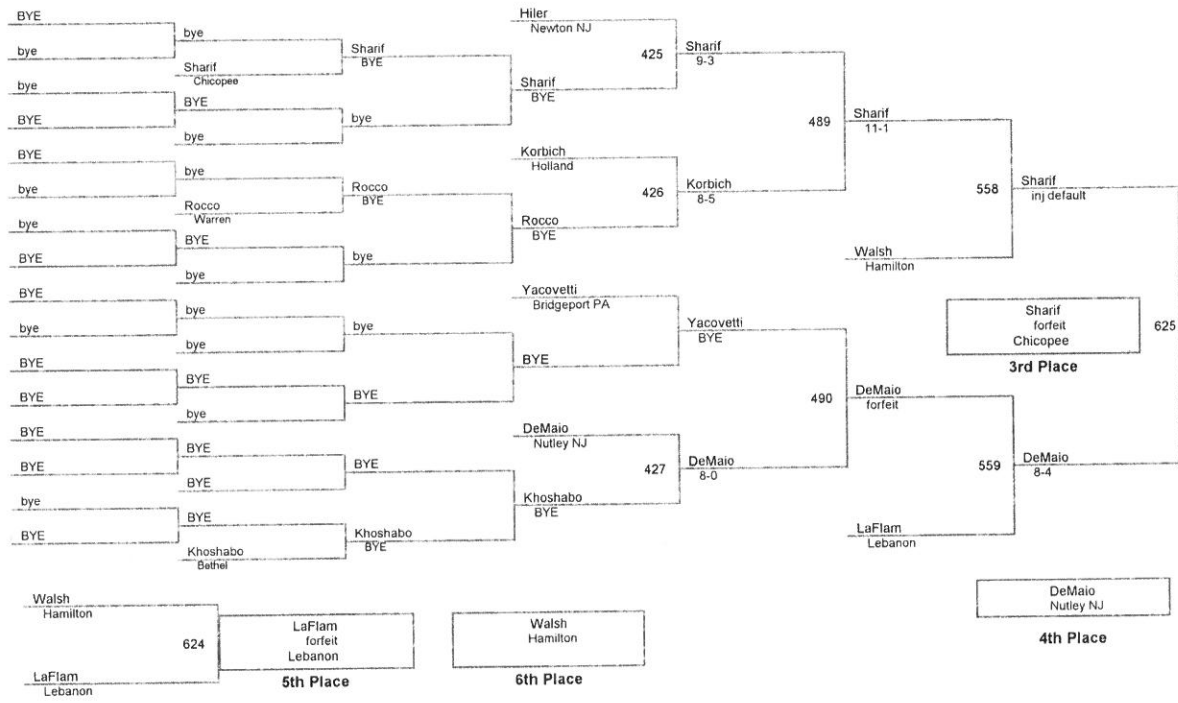 BYE
bye
bye
BYE
BYE
bye
bye
BYE
BYE
bye
BYE
BYE
BYE
BYE
bye
BYE
bye
Sharif
Chicopee
BYE
bye
bye
Rocco
Warren
BYE
bye
bye
bye
BYE
bye
BYE
BYE
BYE
Khoshabo
Bethel
Sharif
BYE
bye
Rocco
BYE
bye
bye
BYE
BYE
Khoshabo
BYE
Hiler
Newton NJ
425
Sharif
BYE
Korbich
Holland
426
Rocco
BYE
Yacovetti
Bridgeport PA
BYE
DeMaio
Nutley NJ
427
Khoshabo
BYE
Sharif
9-3
489
Korbich
8-5
Yacovetti
BYE
490
DeMaio
8-0
Sharif
11-1
558
Walsh
Hamilton
DeMaio
forfeit
559
LaFlam
Lebanon
Sharif
inj default
Sharif
forfeit
Chicopee
625
3rd Place
DeMaio
8-4
DeMaio
Nutley NJ
4th Place
Walsh
Hamilton
624
LaFlam
Lebanon
LaFlam
forfeit
Lebanon
5th Place
Walsh
Hamilton
6th Place